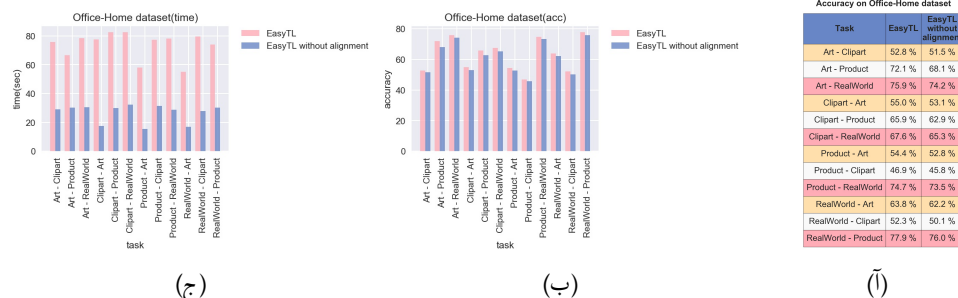 Office-Home dataset(time)
80
60
40
20
0
time(sec)
EasyTL
EasyTL without alignment
Art - Clipart
Art - Product
Art - RealWorld
Clipart - Art
Clipart - Product
Clipart - RealWorld
Product - Art
Product - Clipart
Product - RealWorld
RealWorld - Art
RealWorld - Clipart
RealWorld - Product
task
(ج)
Office-Home dataset(acc)
80
60
40
20
0
accuracy
EasyTL
EasyTL without alignment
Art - Clipart
Art - Product
Art - RealWorld
Clipart - Art
Clipart - Product
Clipart - RealWorld
Product - Art
Product - Clipart
Product - RealWorld
RealWorld - Art
RealWorld - Clipart
RealWorld - Product
task
(ب)
Accuracy on Office-Home dataset
Task EasyTL EasyTL without alignment
Art - Clipart 52.8 % 51.5 %
Art - Product 72.1 % 68.1 %
Art - RealWorld 75.9 % 74.2 %
Clipart - Art 55.0 % 53.1 %
Clipart - Product 65.9 % 62.9 %
Clipart - RealWorld 67.6 % 65.3 %
Product - Art 54.4 % 52.8 %
Product - Clipart 46.9 % 45.8 %
Product - RealWorld 74.7 % 73.5 %
RealWorld - Art 63.8 % 62.2 %
RealWorld - Clipart 52.3 % 50.1 %
RealWorld - Product 77.9 % 76.0 %
(آ)